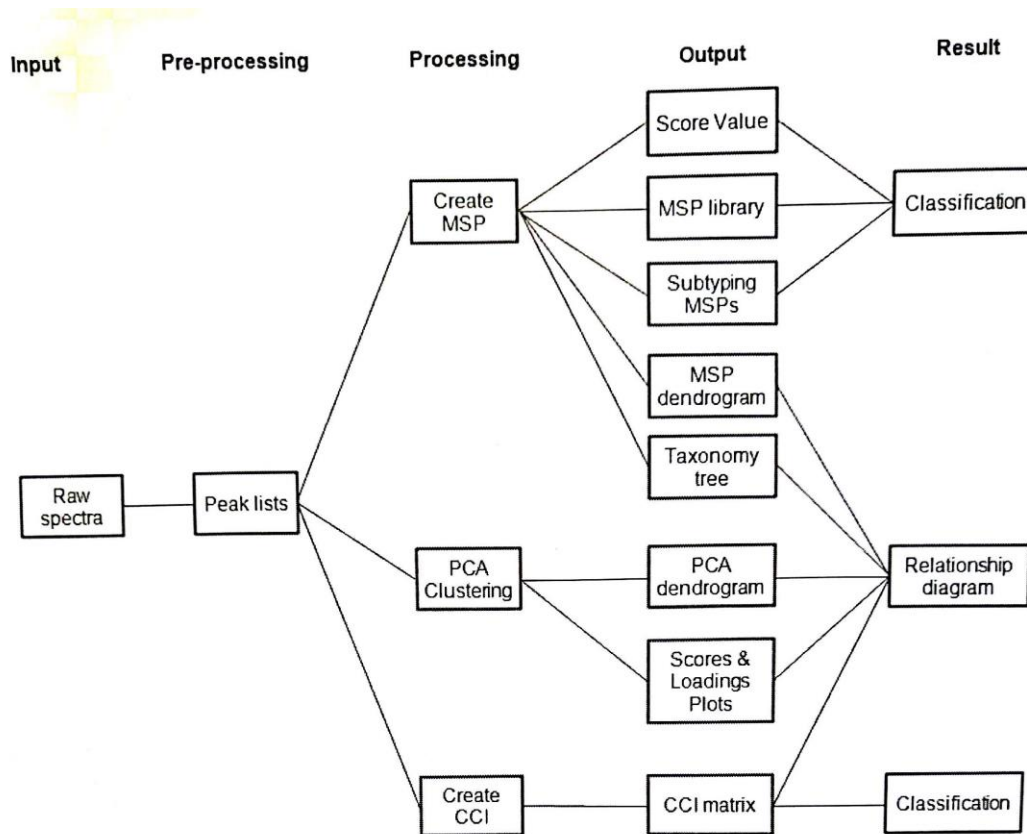 Input
Pre-processing
Processing
Output
Result
Score Value
Create
MSP
MSP library
Classification
Subtyping
MSPs
MSP
dendrogram
Taxonomy
tree
Raw
spectra
Peak lists
PCA
Clustering
PCA
dendrogram
Relationship
diagram
Scores &
Loadings
Plots
Create
CCI
CCI matrix
Classification